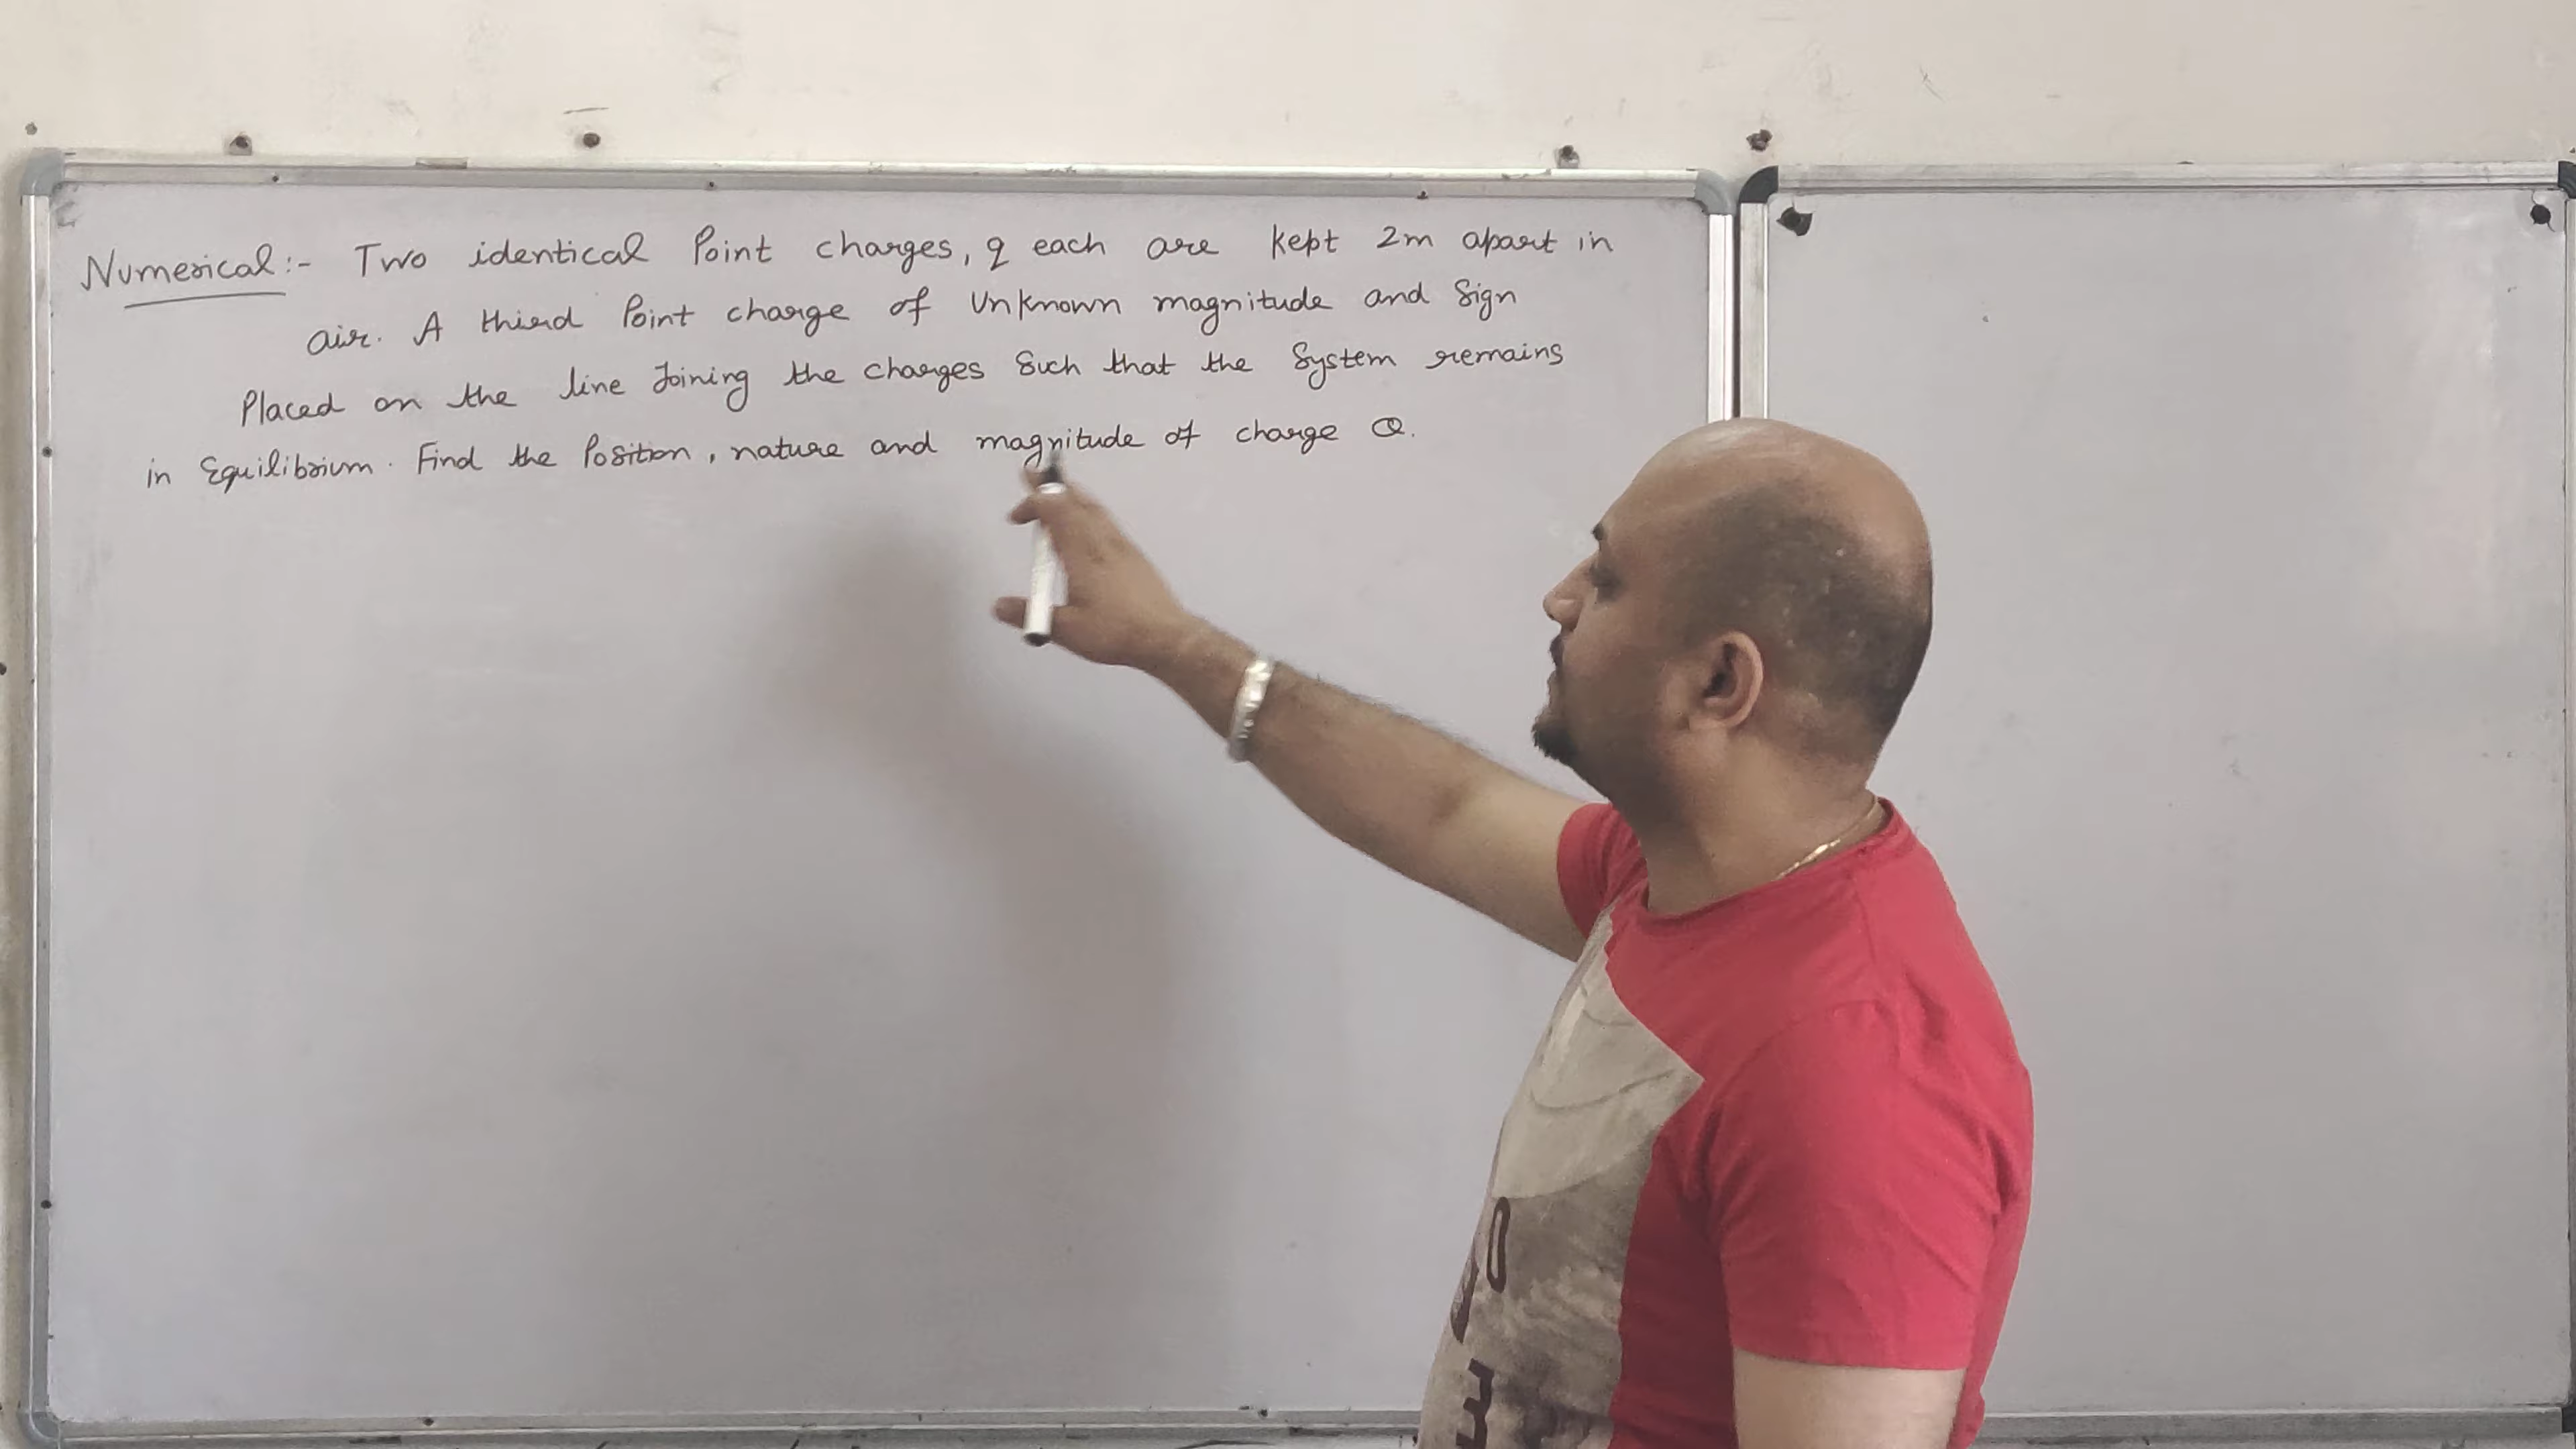 Numerical :- Two identical Point charges, q each are kept 2m apart in
air. A third Point charge of Unknown magnitude and Sign
Placed on the line Joining the charges Such that the System remains
in Equilibrium. Find the Position, nature and magnitude of charge Q.